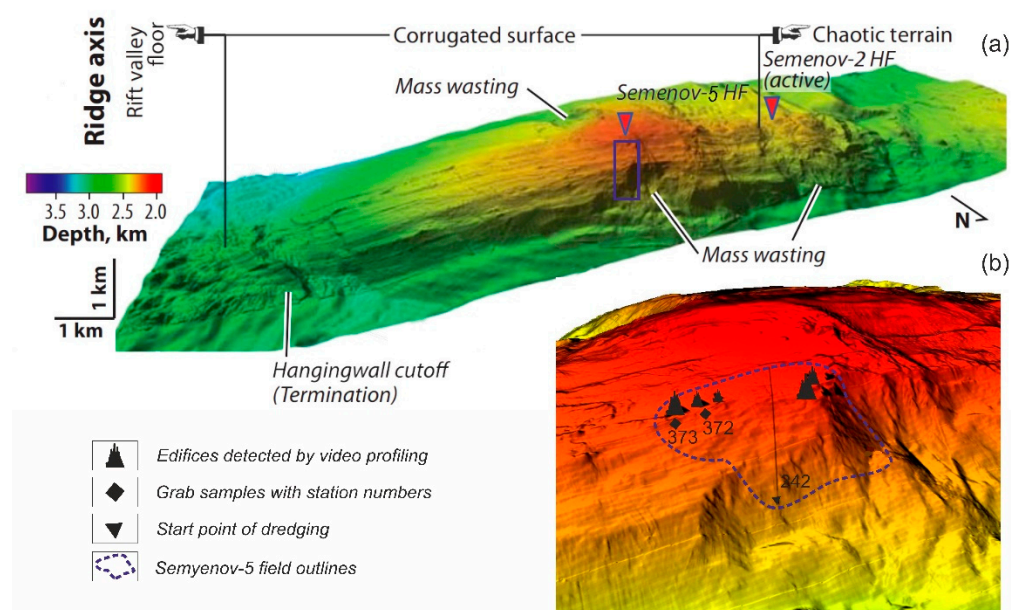 Ridge axis
Rift valley
floor
Corrugated surface
Chaotic terrain
(a)
Mass wasting
Semenov-5 HF
Semenov-2 HF
(active)
3.5 3.0 2.5 2.0
Depth, km
1 km
1 km
N
Mass wasting
Hangingwall cutoff
(Termination)
(b)
373
372
242
Edifices detected by video profiling
Grab samples with station numbers
Start point of dredging
Semyenov-5 field outlines